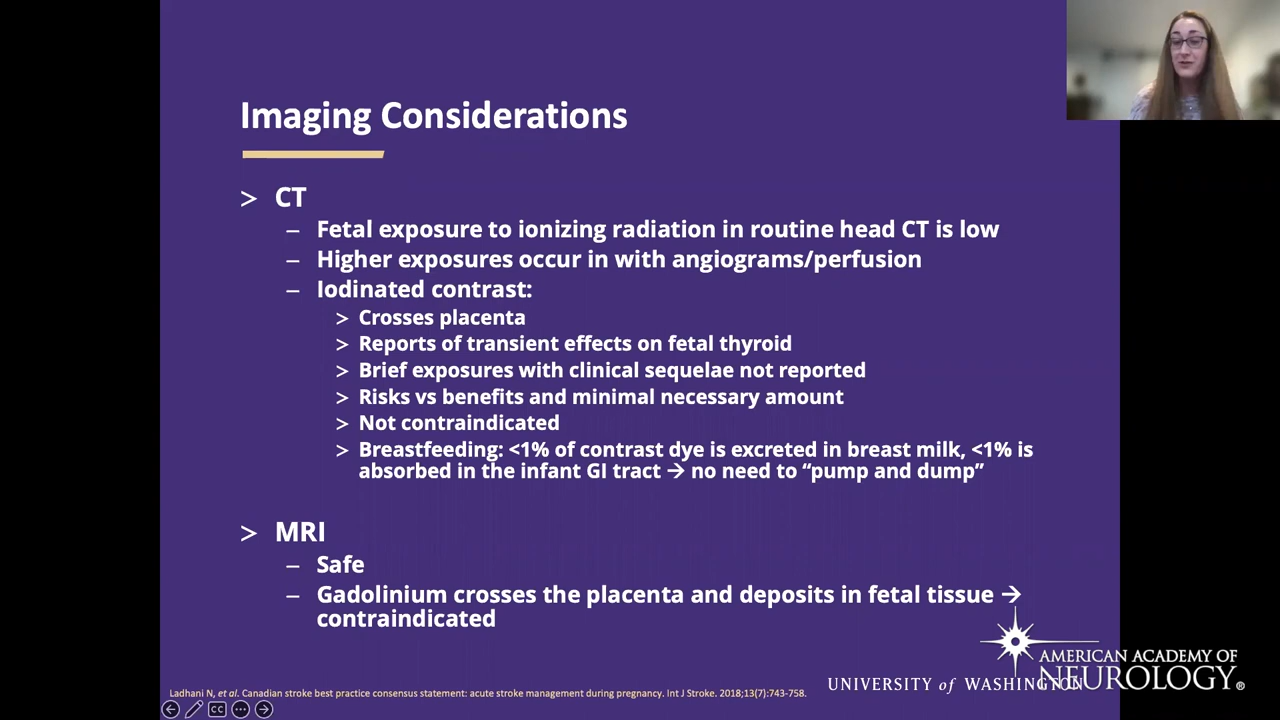 Imaging Considerations
> CT
– Fetal exposure to ionizing radiation in routine head CT is low
– Higher exposures occur in with angiograms/perfusion
– Iodinated contrast:
> Crosses placenta
> Reports of transient effects on fetal thyroid
> Brief exposures with clinical sequelae not reported
> Risks vs benefits and minimal necessary amount
> Not contraindicated
> Breastfeeding: <1% of contrast dye is excreted in breast milk, <1% is
absorbed in the infant GI tract → no need to “pump and dump”
> MRI
– Safe
– Gadolinium crosses the placenta and deposits in fetal tissue →
contraindicated
Ladhani N, et al. Canadian stroke best practice consensus statement: acute stroke management during pregnancy. Int J Stroke. 2018;13(7):743-758.
UNIVERSITY of WASHINGTON
AMERICAN ACADEMY OF
NEUROLOGY®
CC